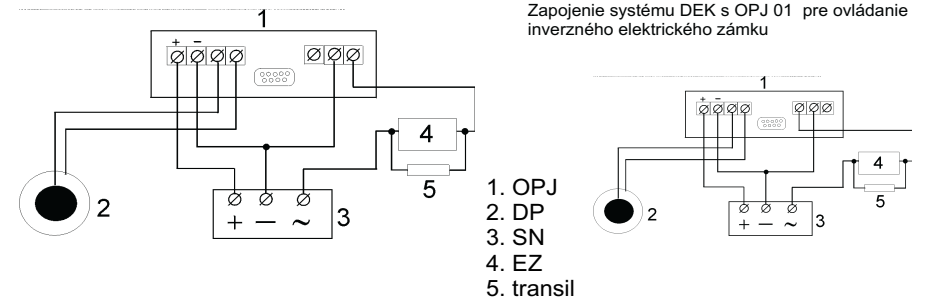 Zapojenie systému DEK s OPJ 01 pre ovládanie
inverzného elektrického zámku
1
+ −
2
+ — ~
3
4
5
1. OPJ
2. DP
3. SN
4. EZ
5. transil
1
+ −
2
+ — ~
3
4
5